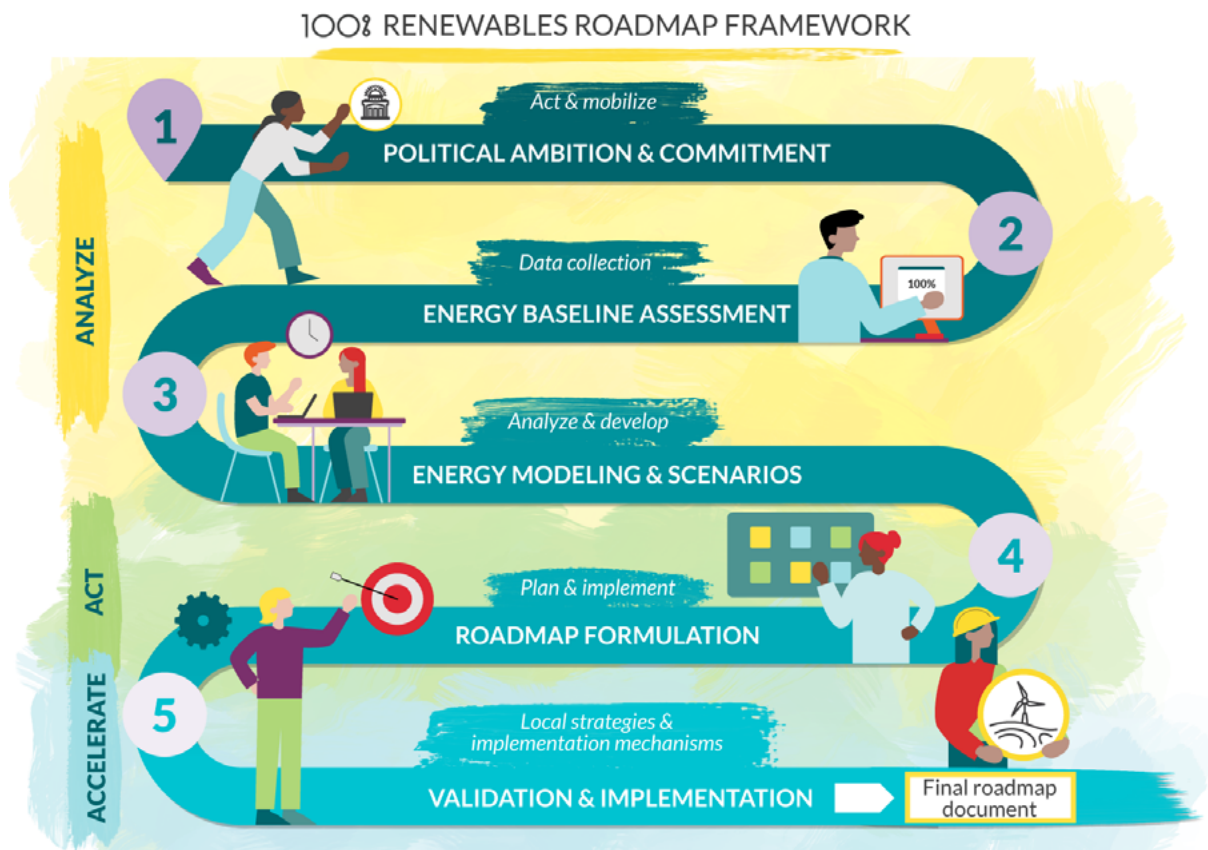 100% RENEWABLES ROADMAP FRAMEWORK
1
Act & mobilize
POLITICAL AMBITION & COMMITMENT
2
ANALYZE
Data collection
100%
ENERGY BASELINE ASSESSMENT
3
Analyze & develop
ENERGY MODELING & SCENARIOS
4
ACT
Plan & implement
ROADMAP FORMULATION
5
ACCELERATE
Local strategies &
implementation mechanisms
VALIDATION & IMPLEMENTATION
Final roadmap
document